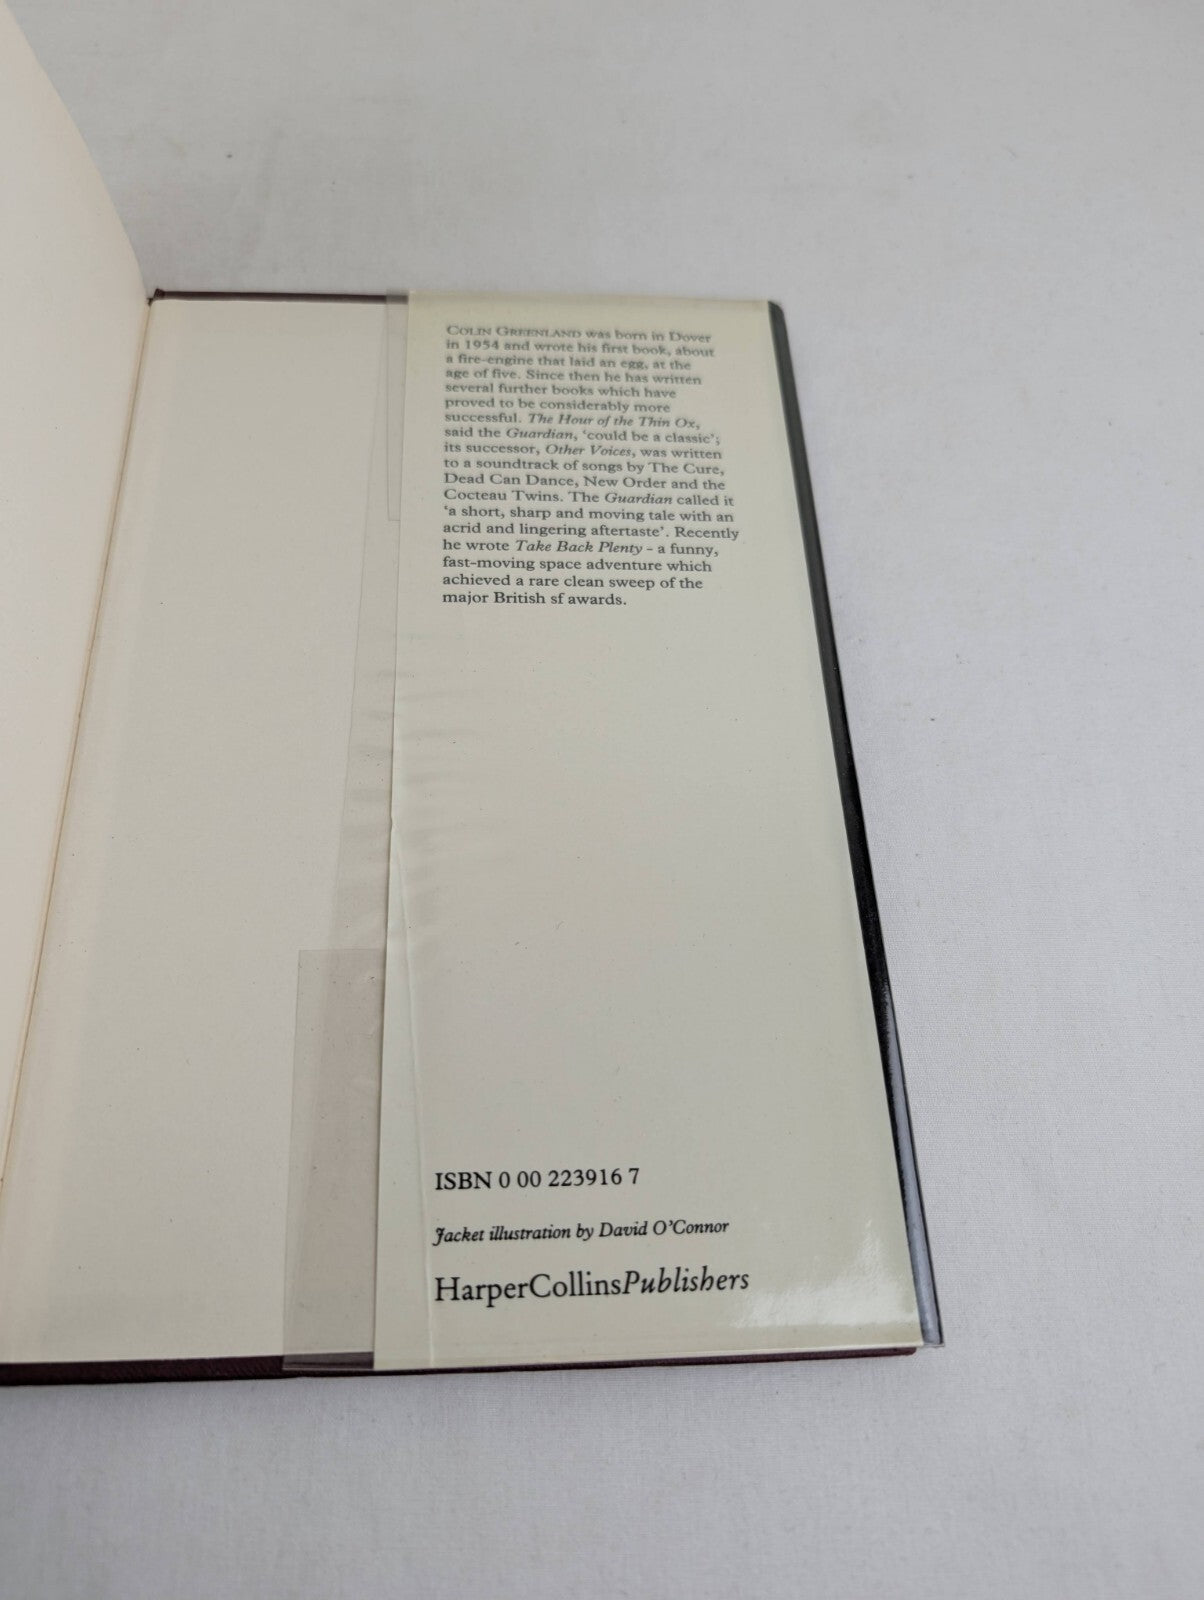 COLIN GREENLAND was born in Dover
in 1954 and wrote his first book, about
a fire-engine that laid an egg, at the
age of five. Since then he has written
several further books which have
proved to be considerably more
successful. The Hour of the Thin Ox,
said the Guardian, ‘could be a classic’;
its successor, Other Voices, was written
to a soundtrack of songs by The Cure,
Dead Can Dance, New Order and the
Cocteau Twins. The Guardian called it
‘a short, sharp and moving tale with an
acrid and lingering aftertaste’. Recently
he wrote Take Back Plenty – a funny,
fast-moving space adventure which
achieved a rare clean sweep of the
major British sf awards.
ISBN 0 00 223916 7
Jacket illustration by David O’Connor
HarperCollinsPublishers